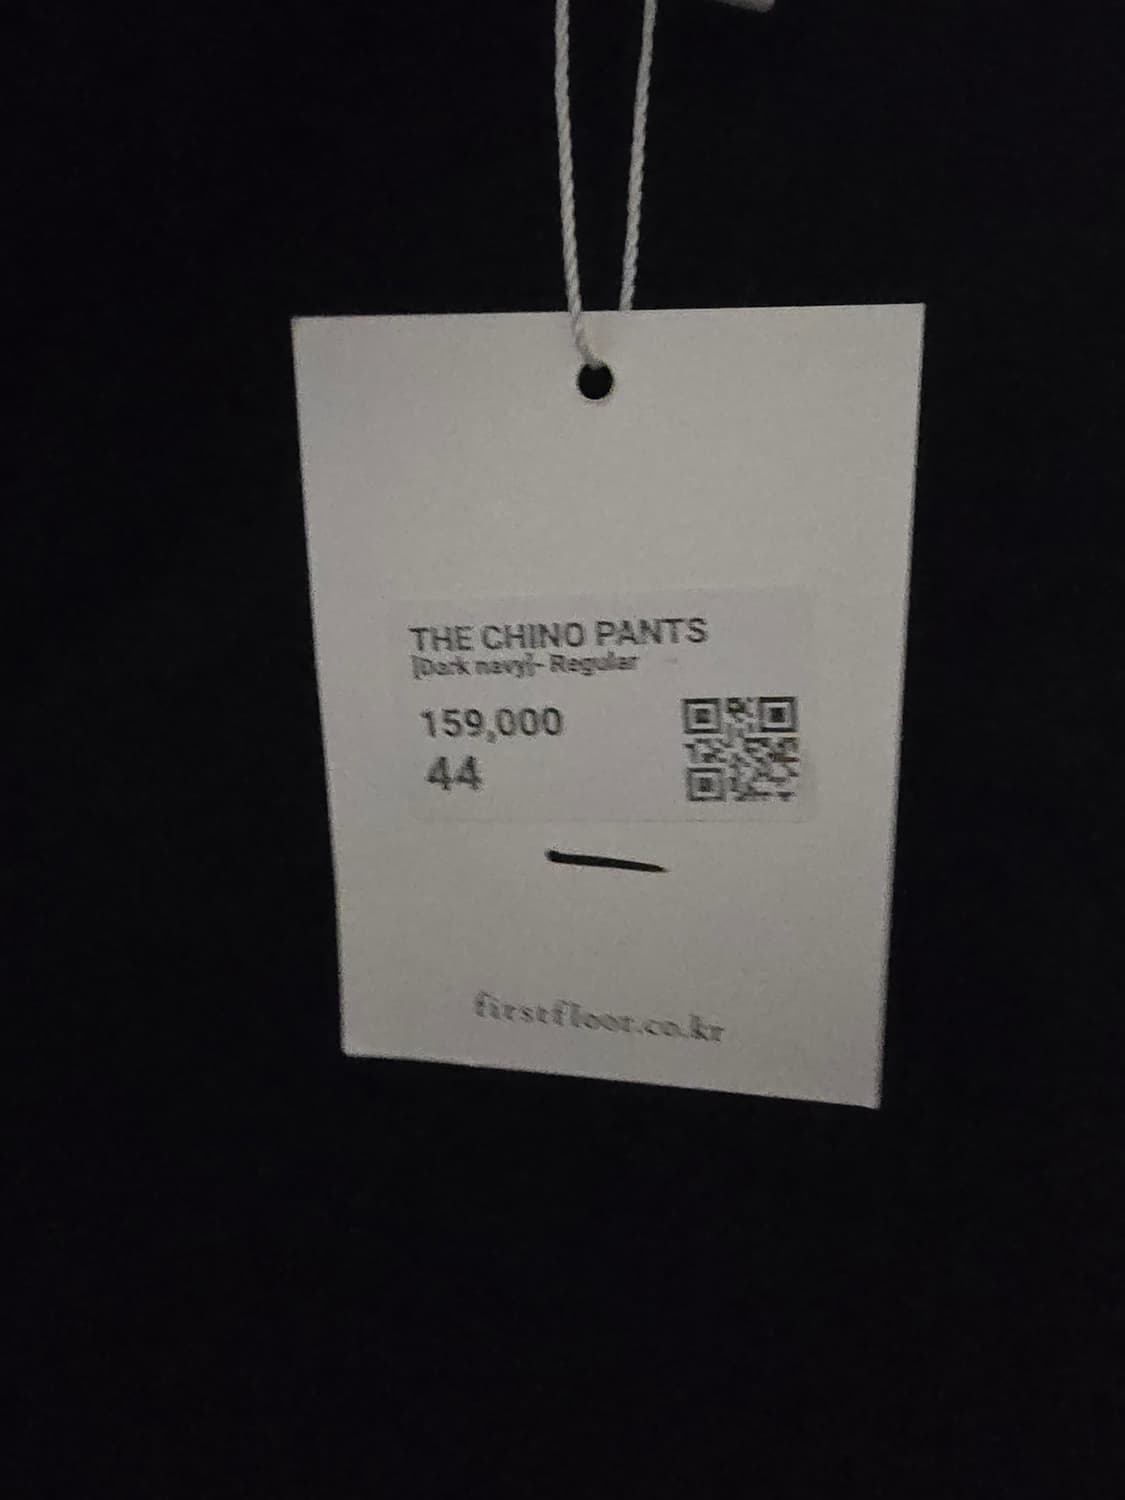 THE CHINO PANTS
[Dark navy]- Regular
159,000
44
firstfloor.co.kr